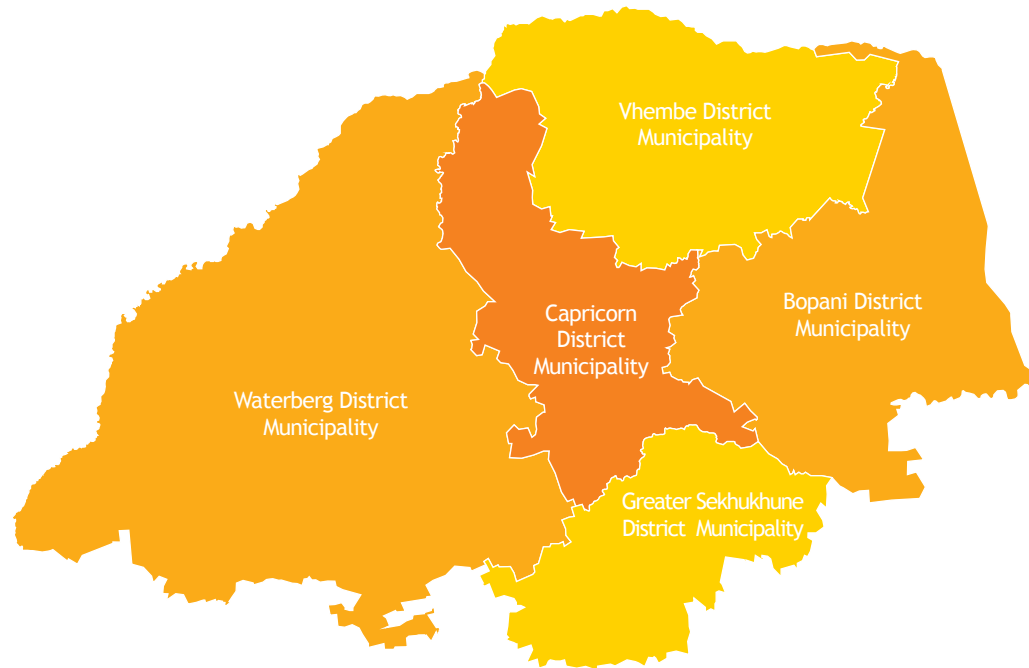 Vhembe District
Municipality
Bopani District
Municipality
Capricorn
District
Municipality
Waterberg District
Municipality
Greater Sekhukhune
District Municipality